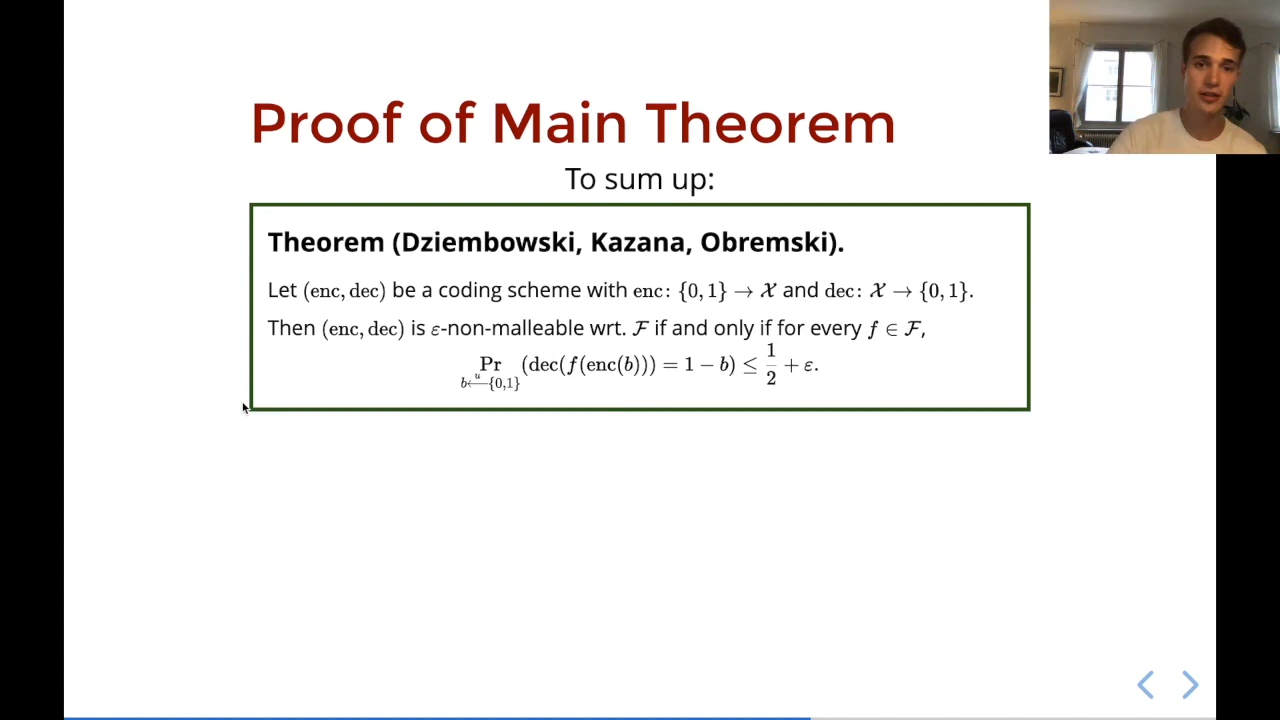 Proof of Main Theorem
To sum up:
Theorem (Dziembowski, Kazana, Obremski).
Let (enc, dec) be a coding scheme with enc: {0, 1} → 𝒳 and dec: 𝒳 → {0, 1}.
Then (enc, dec) is ε-non-malleable wrt. ℱ if and only if for every f ∈ ℱ,
Pr_{b ←^u {0,1}} (dec(f(enc(b))) = 1 − b) ≤ 1/2 + ε.